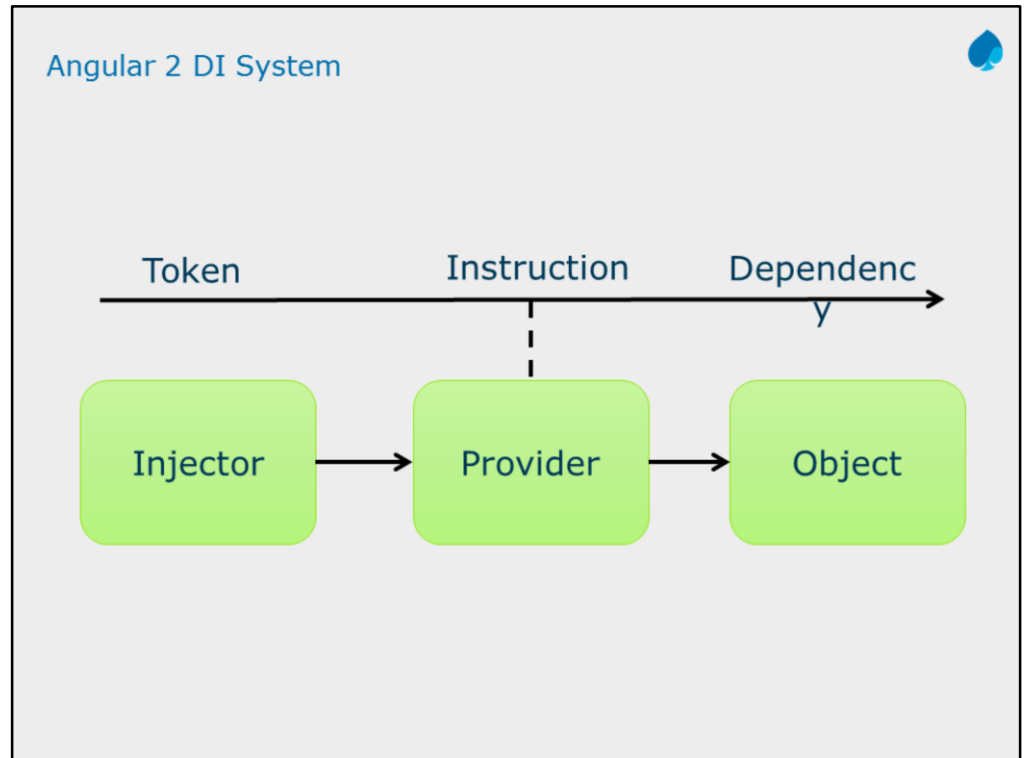 Angular 2 DI System
Token
Instruction
Dependenc
y
Injector
Provider
Object